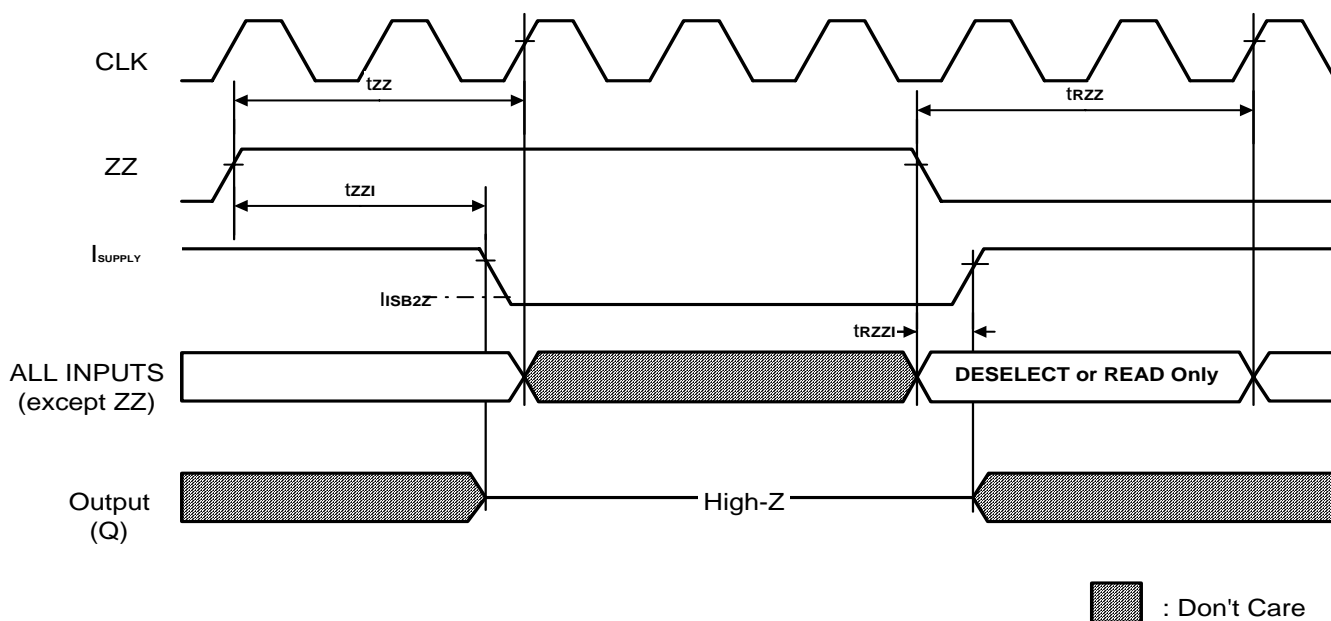 CLK
tzz
tRZZ
ZZ
tZZI
ISUPPLY
IISB2Z
tRZZI
ALL INPUTS
(except ZZ)
DESELECT or READ Only
Output
(Q)
High-Z
: Don't Care